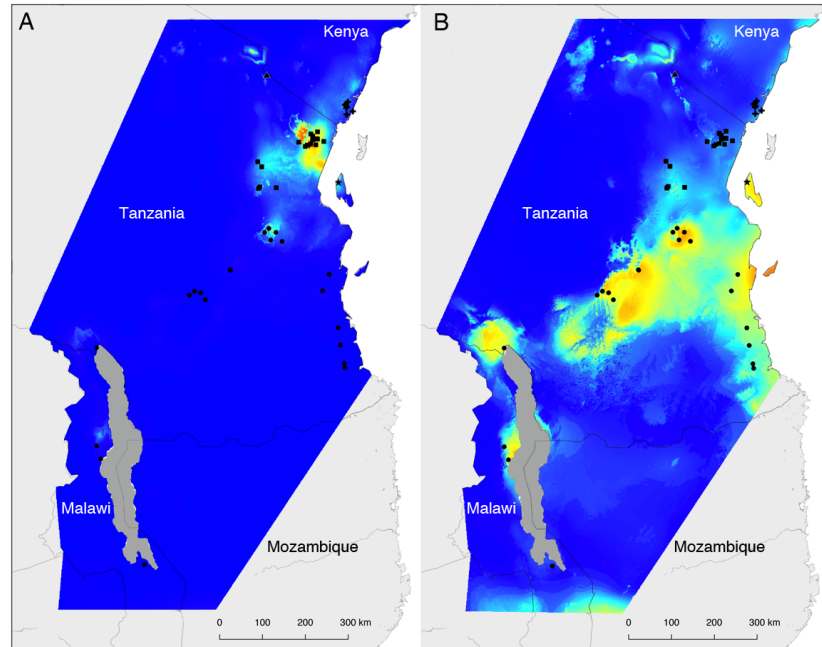 A
Kenya
Tanzania
Malawi
Mozambique
0 100 200 300 km
B
Kenya
Tanzania
Malawi
Mozambique
0 100 200 300 km